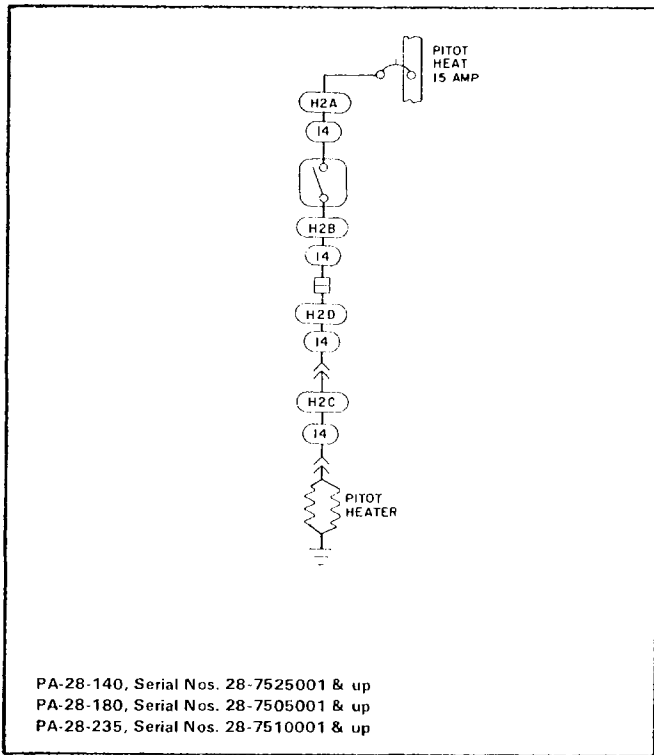 PITOT
HEAT
15 AMP
H2A
14
H2B
14
H2D
14
H2C
14
PITOT
HEATER
PA-28-140, Serial Nos. 28-7525001 & up
PA-28-180, Serial Nos. 28-7505001 & up
PA-28-235, Serial Nos. 28-7510001 & up